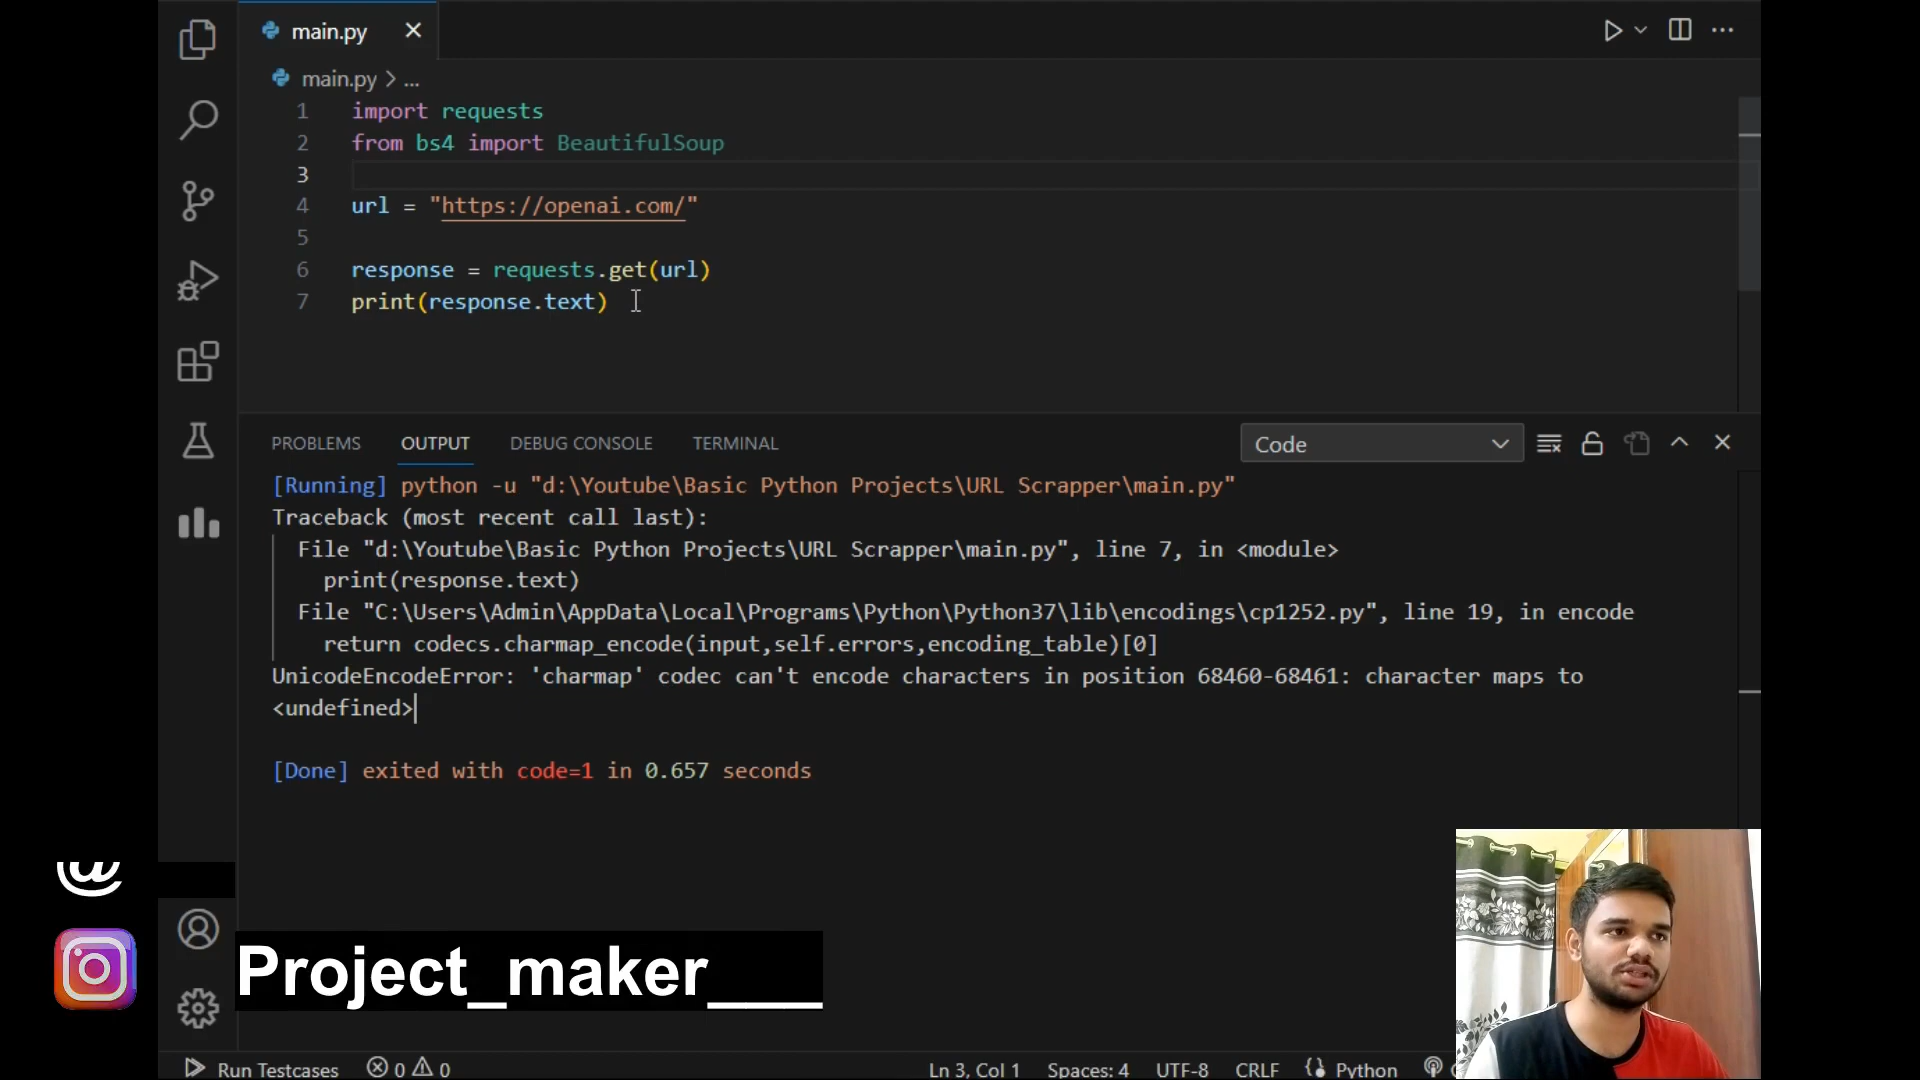 main.py
main.py > ...
1 import requests
2 from bs4 import BeautifulSoup
3
4 url = "https://openai.com/"
5
6 response = requests.get(url)
7 print(response.text)
PROBLEMS OUTPUT DEBUG CONSOLE TERMINAL Code
[Running] python -u "d:\Youtube\Basic Python Projects\URL Scrapper\main.py"
Traceback (most recent call last):
File "d:\Youtube\Basic Python Projects\URL Scrapper\main.py", line 7, in <module>
print(response.text)
File "C:\Users\Admin\AppData\Local\Programs\Python\Python37\lib\encodings\cp1252.py", line 19, in encode
return codecs.charmap_encode(input,self.errors,encoding_table)[0]
UnicodeEncodeError: 'charmap' codec can't encode characters in position 68460-68461: character maps to
<undefined>
[Done] exited with code=1 in 0.657 seconds
@
Project_maker___
Run Testcases 0 0 Ln 3, Col 1 Spaces: 4 UTF-8 CRLF Python